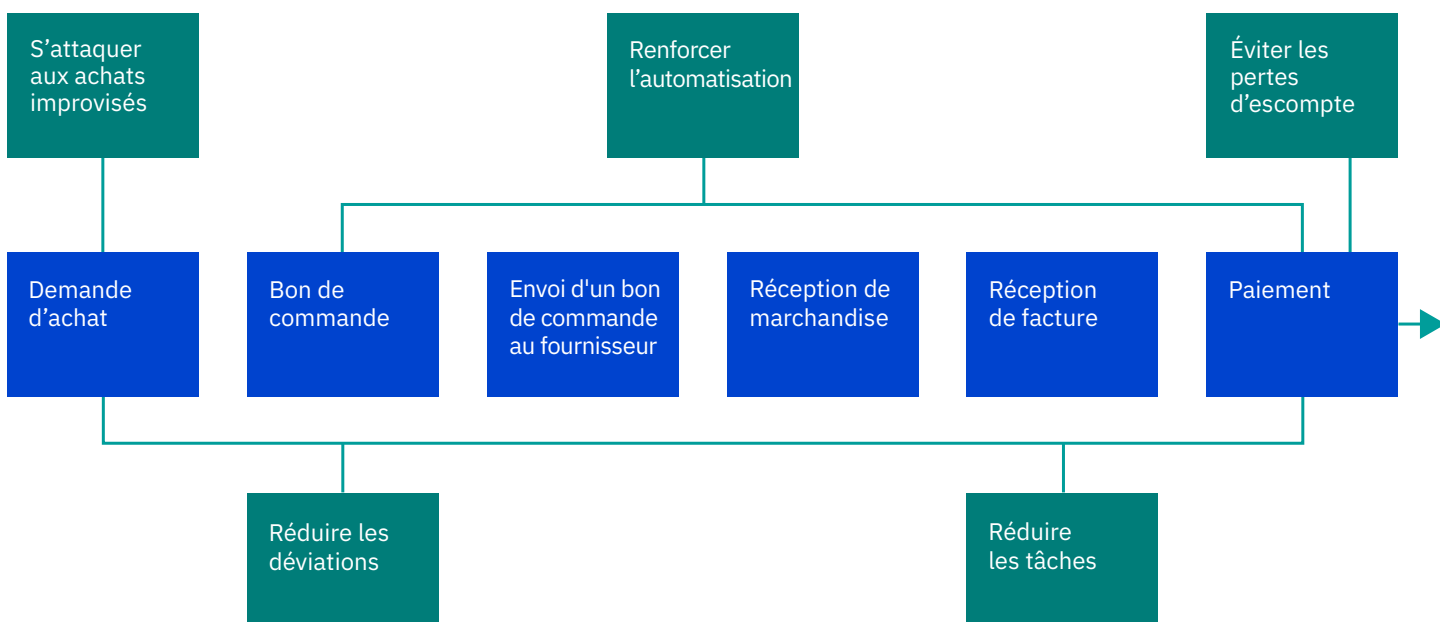 S’attaquer
aux achats
improvisés
Renforcer
l’automatisation
Éviter les
pertes
d’escompte
Demande
d’achat
Bon de
commande
Envoi d'un bon
de commande
au fournisseur
Réception de
marchandise
Réception
de facture
Paiement
Réduire les
déviations
Réduire
les tâches